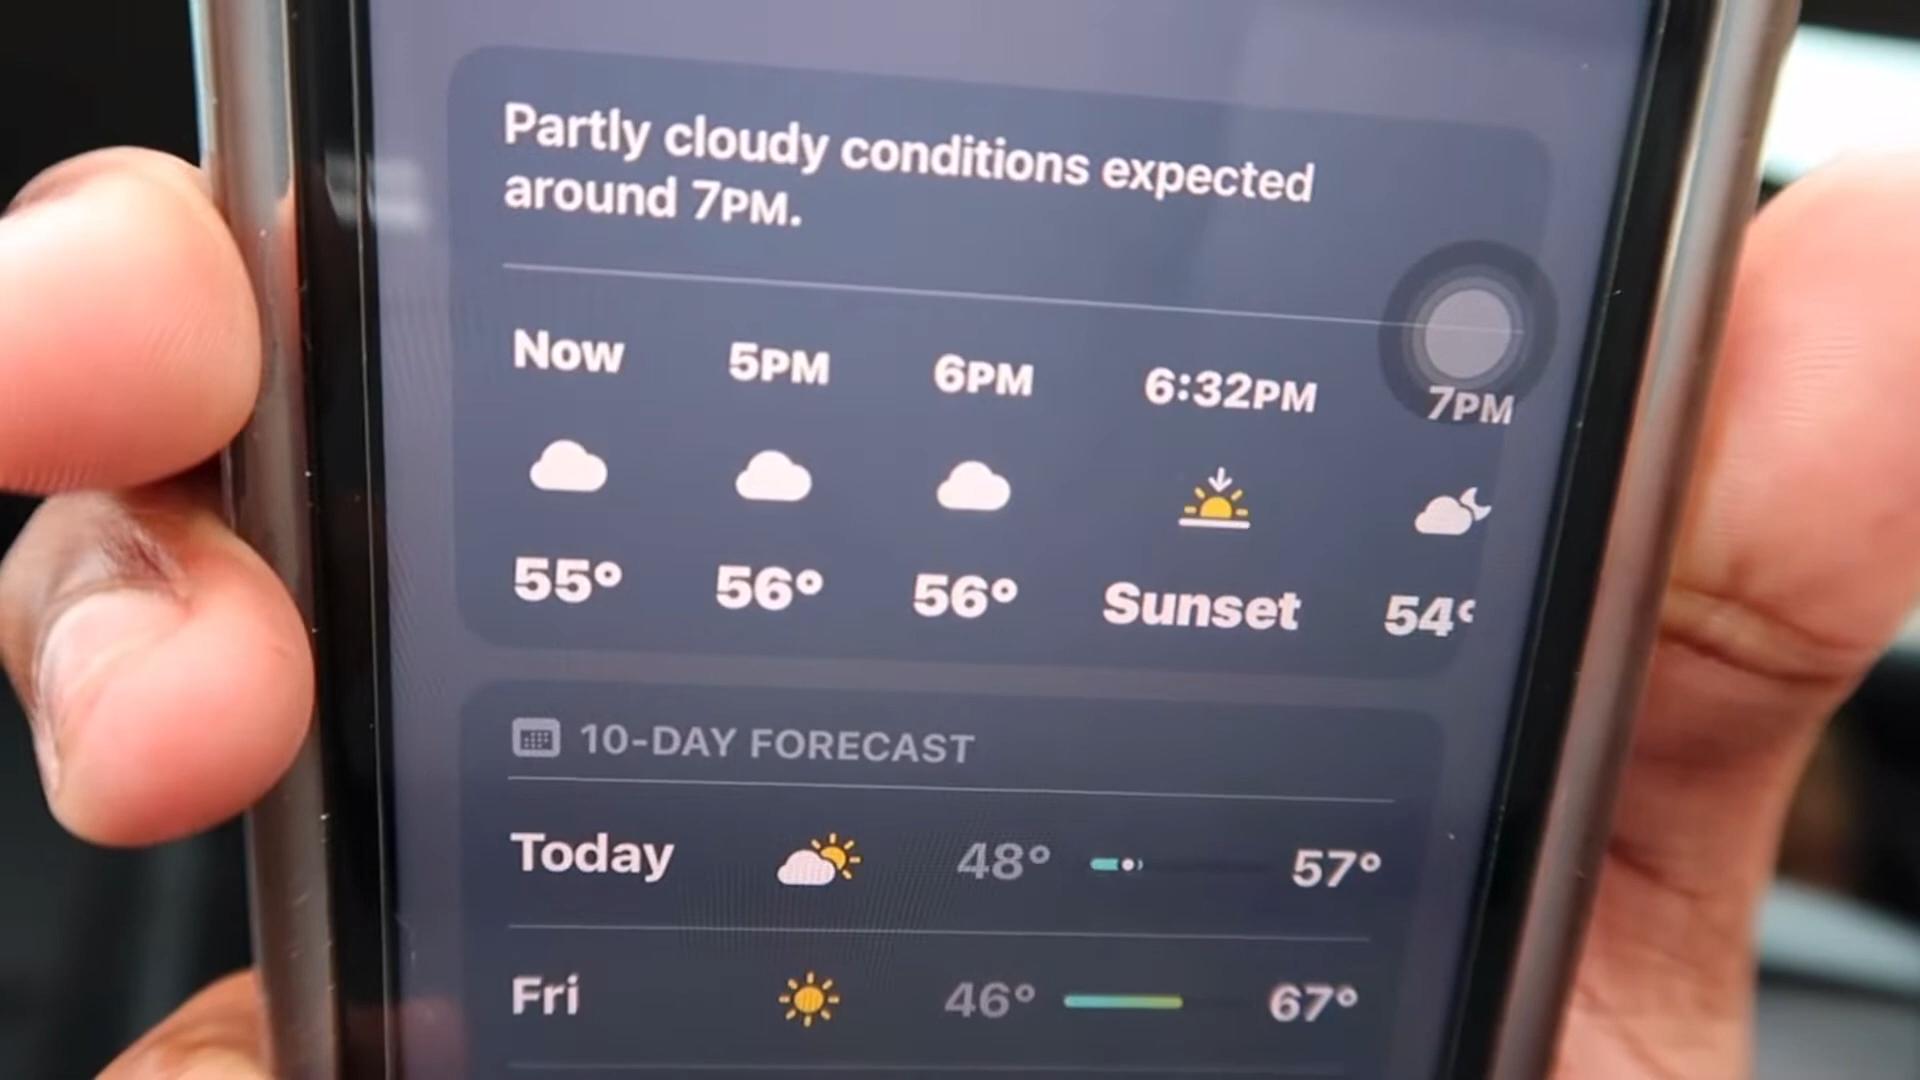 Partly cloudy conditions expected
around 7PM.
Now 5PM 6PM 6:32PM 7PM
55° 56° 56° Sunset 54°
10-DAY FORECAST
Today 48° 57°
Fri 46° 67°